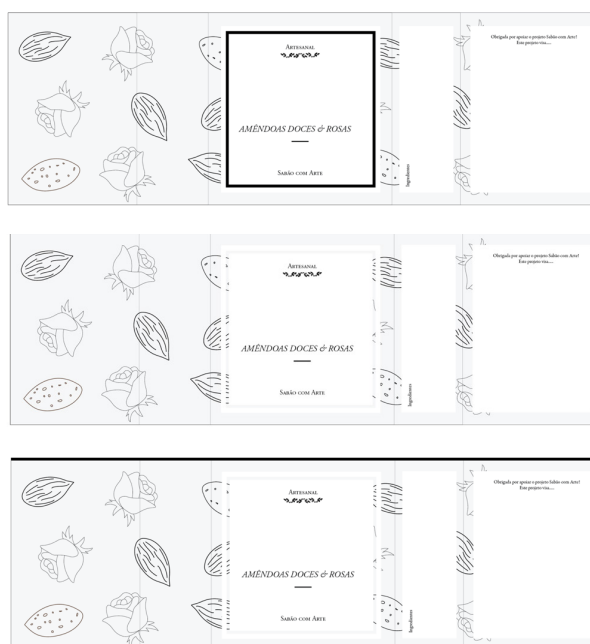 ARTESANAL
AMÊNDOAS DOCES & ROSAS
SABÃO COM ARTE
Ingredientes
Obrigada por apoiar o projeto Sabão com Arte!
Este projeto visa....
ARTESANAL
AMÊNDOAS DOCES & ROSAS
SABÃO COM ARTE
Ingredientes
Obrigada por apoiar o projeto Sabão com Arte!
Este projeto visa....
ARTESANAL
AMÊNDOAS DOCES & ROSAS
SABÃO COM ARTE
Ingredientes
Obrigada por apoiar o projeto Sabão com Arte!
Este projeto visa....